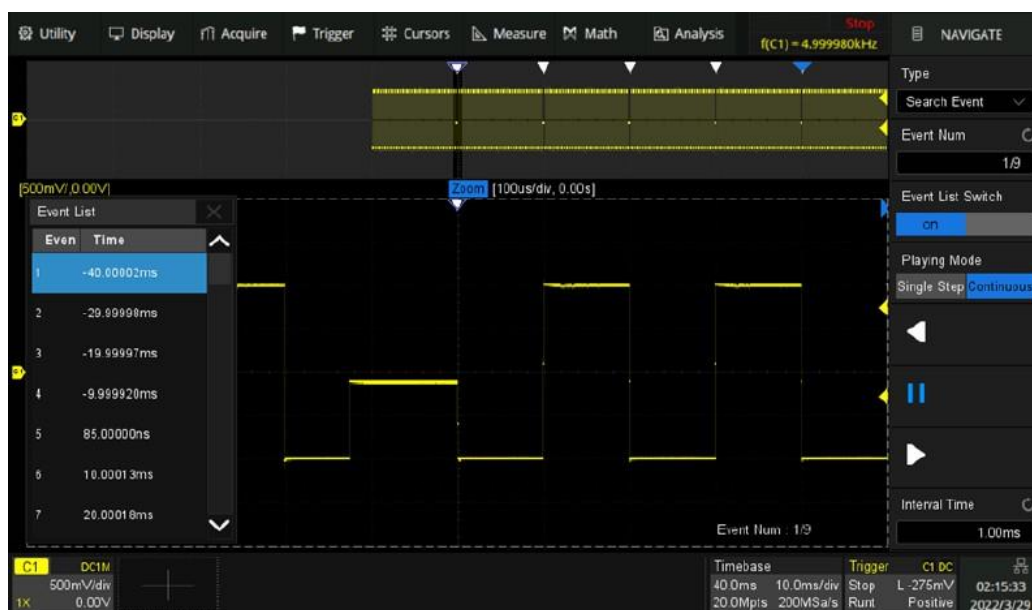 Utility Display Acquire Trigger Cursors Measure Math Analysis
Stop
f(C1) = 4.999980kHz
NAVIGATE
Type
Search Event
Event Num
1/9
Event List Switch
on
Playing Mode
Single Step Continuous
Interval Time
1.00ms
C1
[500mV/,0.00V]
Zoom [100us/div, 0.00s]
Event List
Even Time
1 -40.00002ms
2 -29.99998ms
3 -19.99997ms
4 -9.999920ms
5 85.00000ns
6 10.00013ms
7 20.00018ms
C1
Event Num : 1/9
C1 DC1M
500mV/div
1X 0.00V
Timebase
40.0ms 10.0ms/div
20.0Mpts 200MSa/s
Trigger C1 DC
Stop L -275mV
Runt Positive
02:15:33
2022/3/29